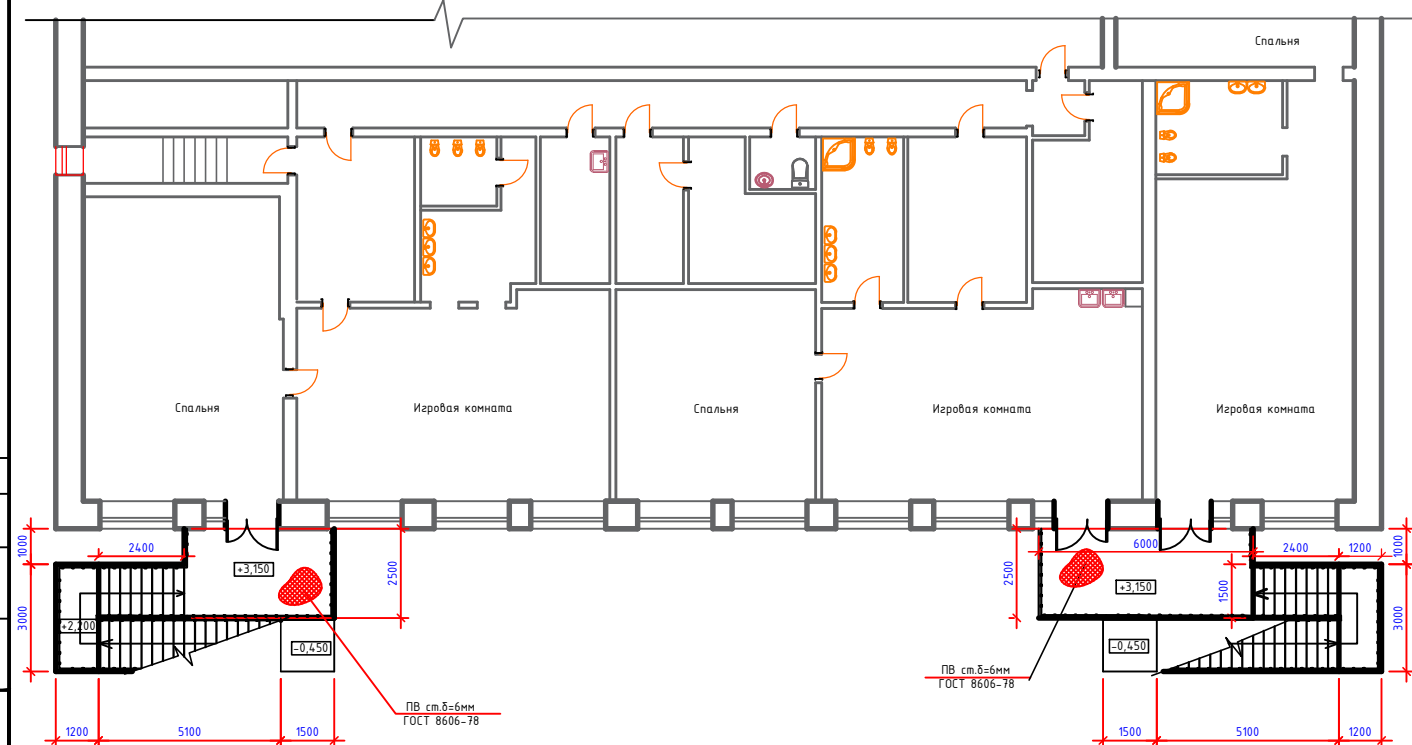 Спальня
Спальня
Игровая комната
Спальня
Игровая комната
Игровая комната
1000
2400
+3,150
2500
3000
+2,200
-0,450
ПВ ст.δ=6мм
ГОСТ 8606-78
1200
5100
1500
6000
2400
1200
1000
2500
+3,150
1500
3000
-0,450
ПВ ст.δ=6мм
ГОСТ 8606-78
1500
5100
1200